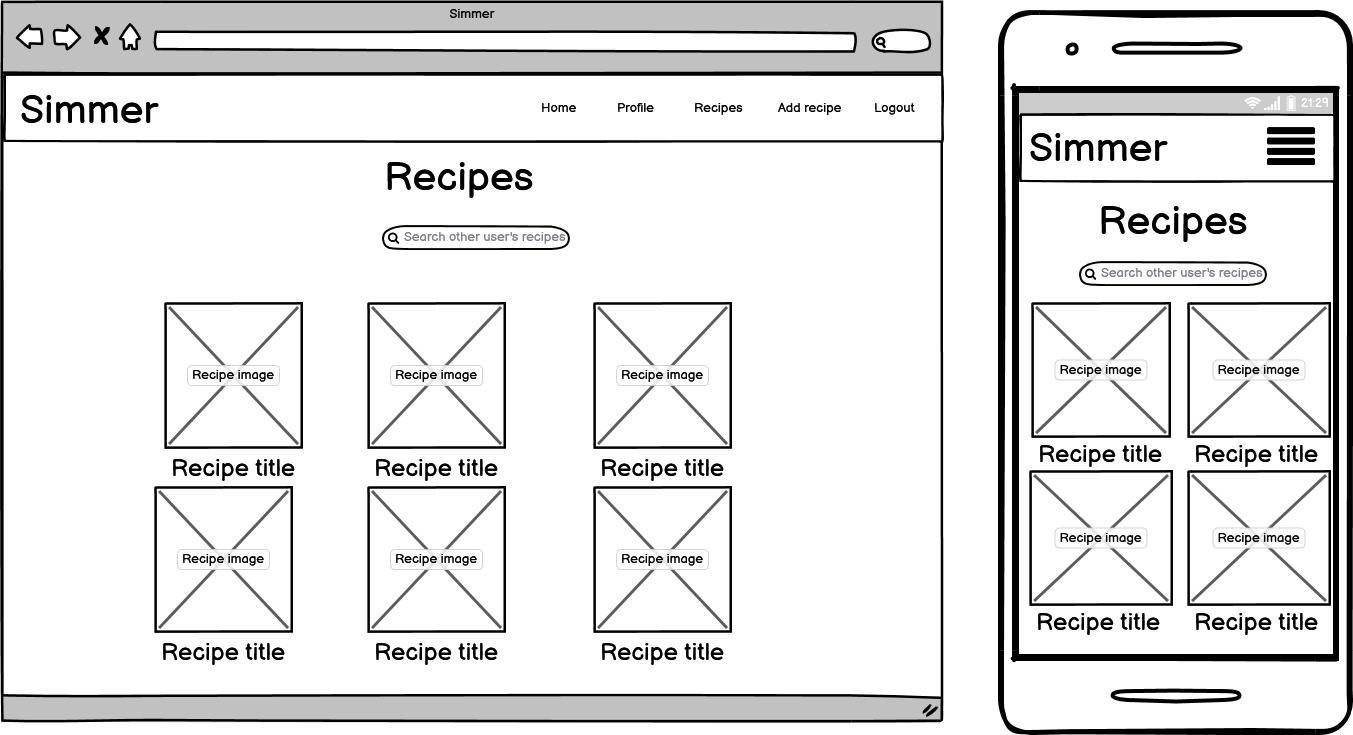 Simmer
Simmer
Home Profile Recipes Add recipe Logout
Recipes
Search other user's recipes
Recipe image Recipe image Recipe image
Recipe title Recipe title Recipe title
Recipe image Recipe image Recipe image
Recipe title Recipe title Recipe title
21:29
Simmer
Recipes
Search other user's recipes
Recipe image Recipe image
Recipe title Recipe title
Recipe image Recipe image
Recipe title Recipe title